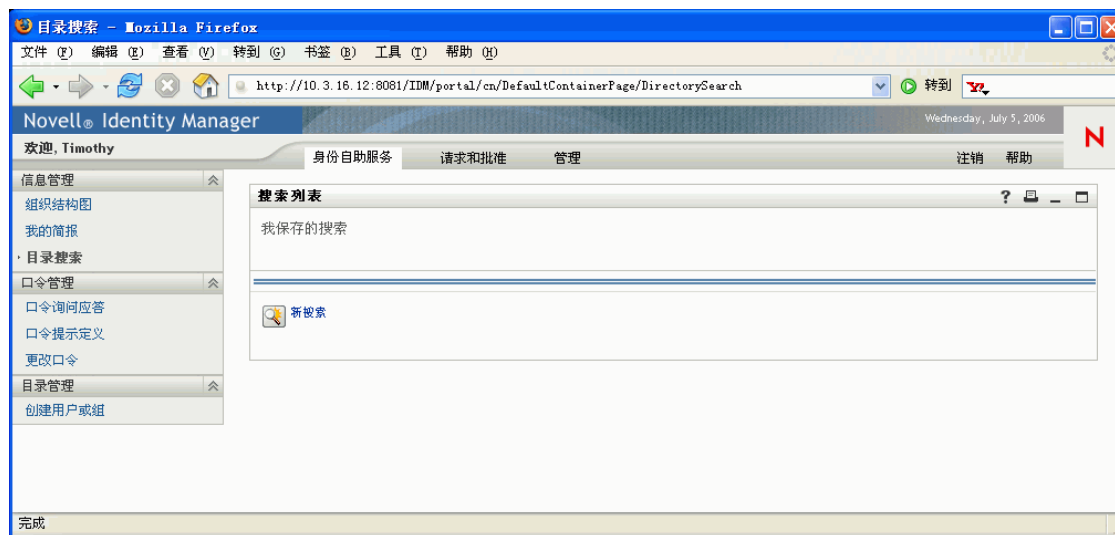 目录搜索 - Mozilla Firefox
文件 (F) 编辑 (E) 查看 (V) 转到 (G) 书签 (B) 工具 (T) 帮助 (H)
http://10.3.16.12:8081/IDM/portal/cn/DefaultContainerPage/DirectorySearch 转到
Novell® Identity Manager Wednesday, July 5, 2006
N
欢迎, Timothy
身份自助服务 请求和批准 管理 注销 帮助
信息管理
组织结构图
我的简报
目录搜索
口令管理
口令询问应答
口令提示定义
更改口令
目录管理
创建用户或组
搜索列表
我保存的搜索
新搜索
完成